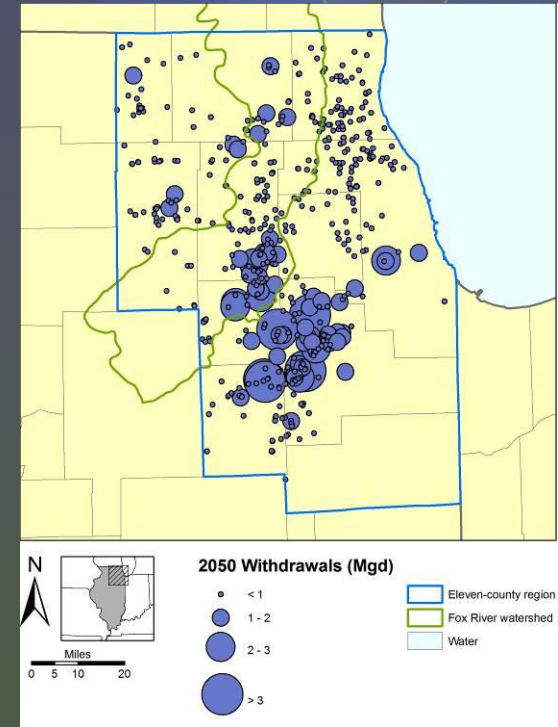 2050 Withdrawals (Mgd)
N
< 1
1 - 2
2 - 3
> 3
Eleven-county region
Fox River watershed
Water
Miles
0 5 10 20